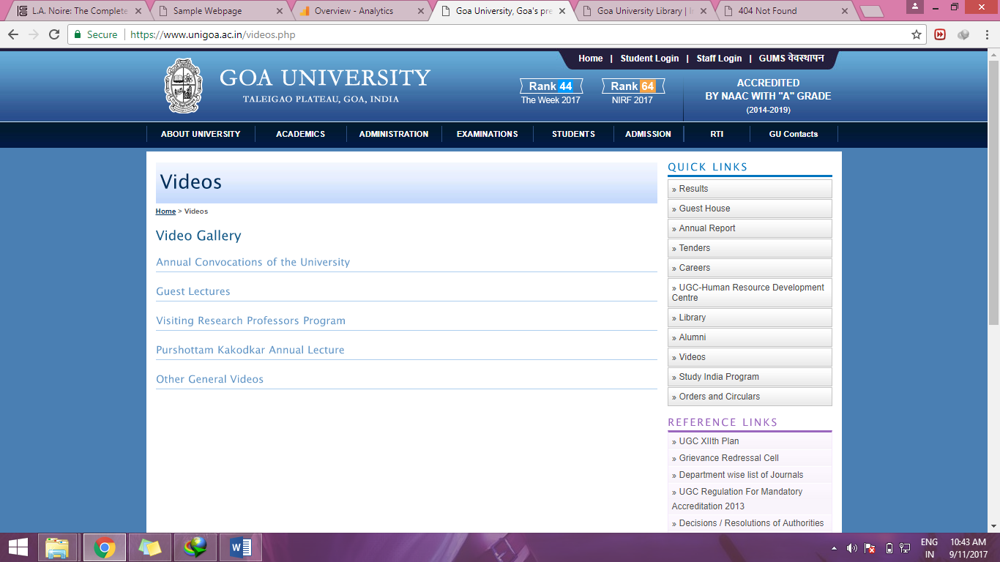 L.A. Noire: The Complete
Sample Webpage
Overview - Analytics
Goa University, Goa's pre
Goa University Library | In
404 Not Found
Secure
https://www.unigoa.ac.in/videos.php
Home | Student Login | Staff Login | GUMS वेवस्थापन
GOA UNIVERSITY
TALEIGAO PLATEAU, GOA, INDIA
Rank 44
The Week 2017
Rank 64
NIRF 2017
ACCREDITED
BY NAAC WITH "A" GRADE
(2014-2019)
ABOUT UNIVERSITY
ACADEMICS
ADMINISTRATION
EXAMINATIONS
STUDENTS
ADMISSION
RTI
GU Contacts
Videos
Home > Videos
Video Gallery
Annual Convocations of the University
Guest Lectures
Visiting Research Professors Program
Purshottam Kakodkar Annual Lecture
Other General Videos
QUICK LINKS
» Results
» Guest House
» Annual Report
» Tenders
» Careers
» UGC-Human Resource Development
Centre
» Library
» Alumni
» Videos
» Study India Program
» Orders and Circulars
REFERENCE LINKS
» UGC XIIth Plan
» Grievance Redressal Cell
» Department wise list of Journals
» UGC Regulation For Mandatory
Accreditation 2013
» Decisions / Resolutions of Authorities
ENG
IN
10:43 AM
9/11/2017